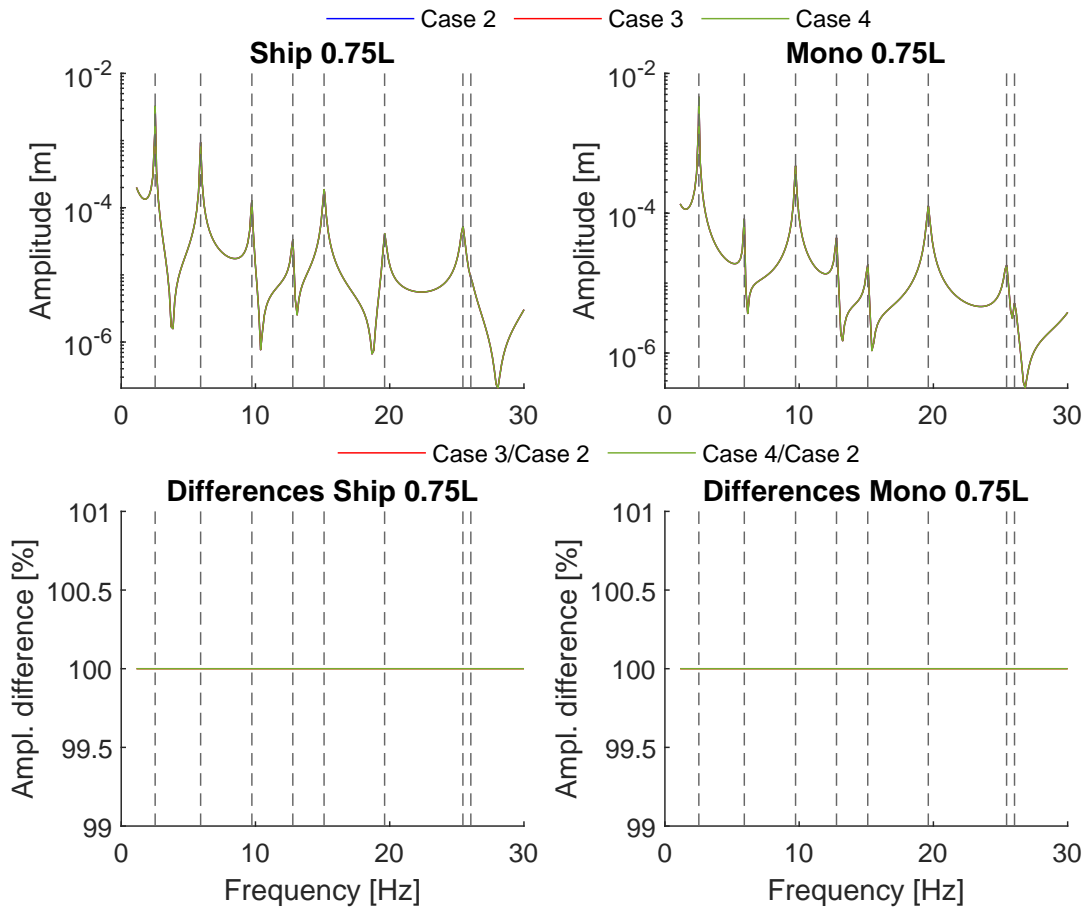 Case 2 Case 3 Case 4
Ship 0.75L
10^-2
10^-4
10^-6
Amplitude [m]
0 10 20 30
Mono 0.75L
10^-2
10^-4
10^-6
Amplitude [m]
0 10 20 30
Case 3/Case 2 Case 4/Case 2
Differences Ship 0.75L
101
100.5
100
99.5
99
Ampl. difference [%]
0 10 20 30
Frequency [Hz]
Differences Mono 0.75L
101
100.5
100
99.5
99
Ampl. difference [%]
0 10 20 30
Frequency [Hz]